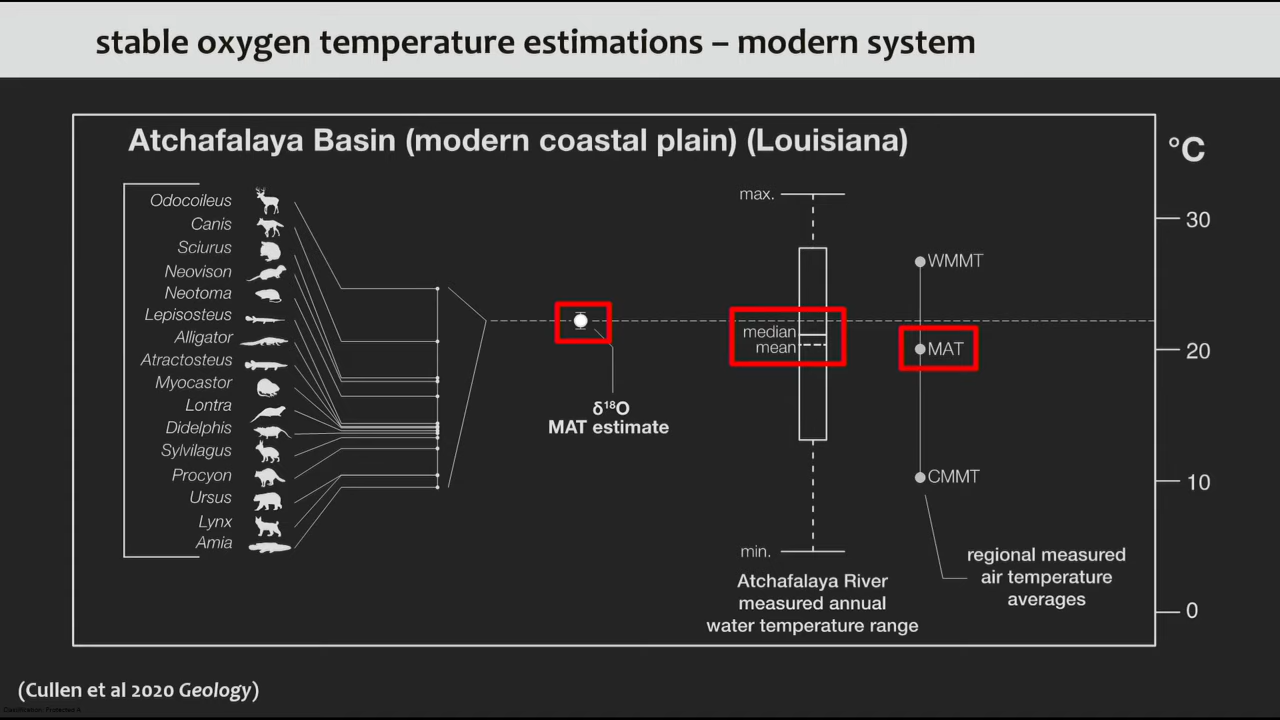 stable oxygen temperature estimations – modern system
Atchafalaya Basin (modern coastal plain) (Louisiana)
°C
Odocoileus
Canis
Sciurus
Neovison
Neotoma
Lepisosteus
Alligator
Atractosteus
Myocastor
Lontra
Didelphis
Sylvilagus
Procyon
Ursus
Lynx
Amia
δ¹⁸O
MAT estimate
max.
median
mean
min.
Atchafalaya River
measured annual
water temperature range
WMMT
MAT
CMMT
regional measured
air temperature
averages
30
20
10
0
(Cullen et al 2020 Geology)
Classification: Protected A